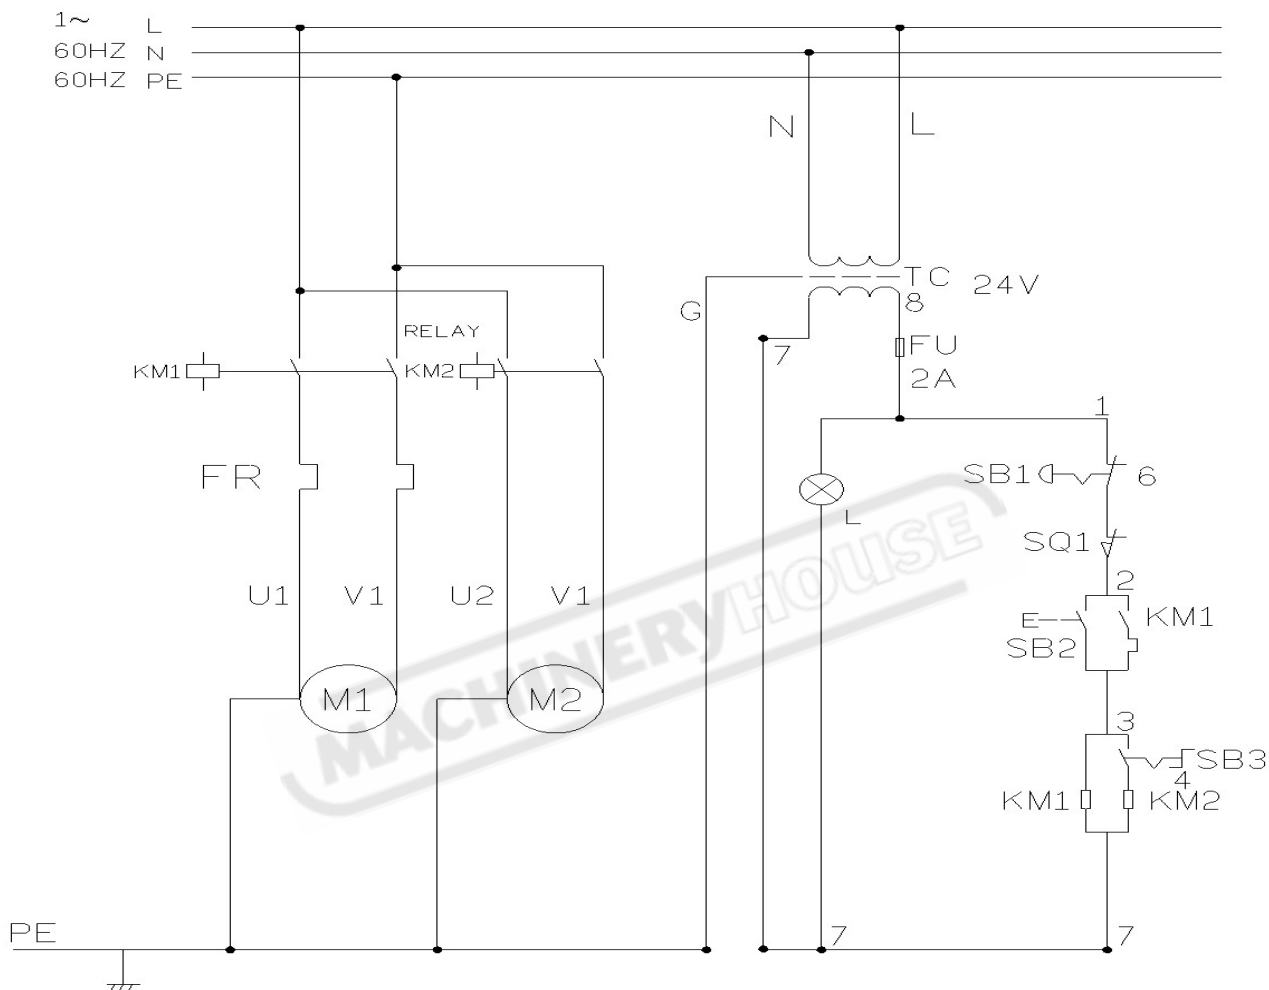 1~ L
60HZ N
60HZ PE
N L
TC 24V
8
G
RELAY
7
FU
2A
KM1
KM2
1
FR
SB1
6
L
SQ1
2
U1
V1
U2
V1
KM1
SB2
M1
M2
MACHINERYHOUSE
3
SB3
4
KM1
KM2
PE
7
7